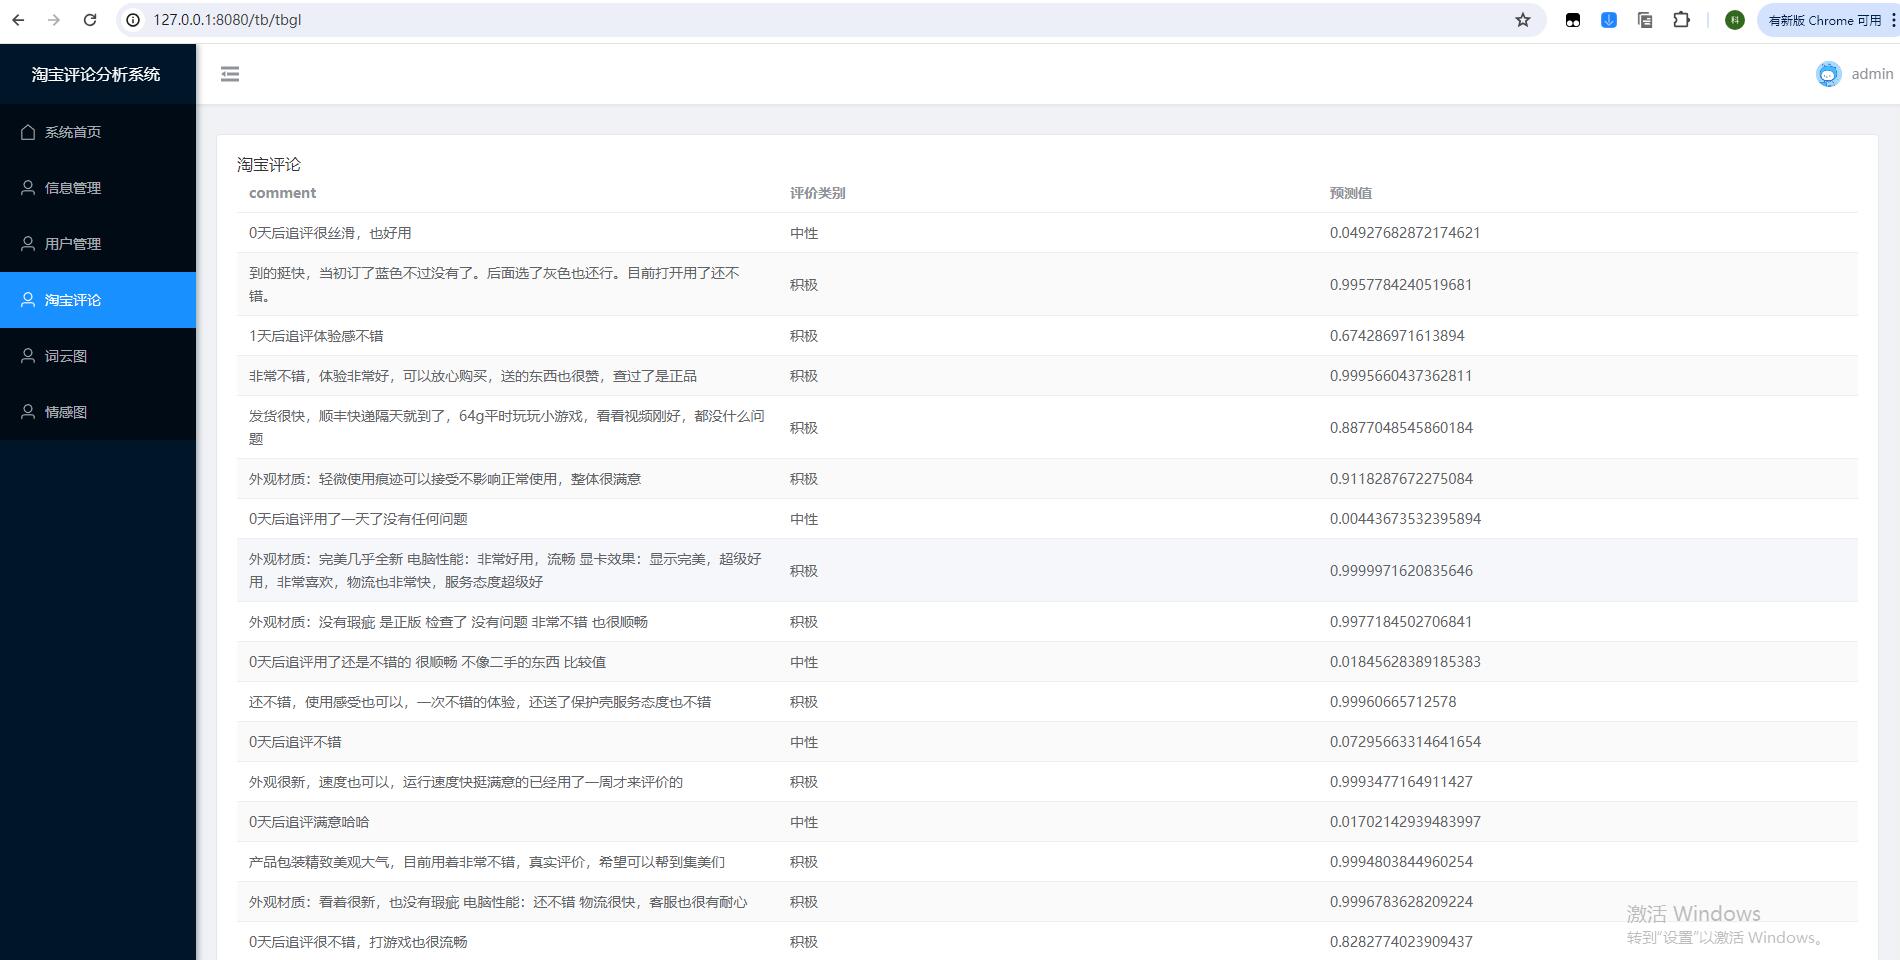 127.0.0.1:8080/tb/tbgl
科
有新版 Chrome 可用
淘宝评论分析系统
admin
系统首页
信息管理
用户管理
淘宝评论
词云图
情感图
淘宝评论
comment 评价类别 预测值
0天后追评很丝滑，也好用 中性 0.04927682872174621
到的挺快，当初订了蓝色不过没有了。后面选了灰色也还行。目前打开用了还不
错。 积极 0.9957784240519681
1天后追评体验感不错 积极 0.674286971613894
非常不错，体验非常好，可以放心购买，送的东西也很赞，查过了是正品 积极 0.9995660437362811
发货很快，顺丰快递隔天就到了，64g平时玩玩小游戏，看看视频刚好，都没什么问
题 积极 0.8877048545860184
外观材质：轻微使用痕迹可以接受不影响正常使用，整体很满意 积极 0.9118287672275084
0天后追评用了一天了没有任何问题 中性 0.00443673532395894
外观材质：完美几乎全新 电脑性能：非常好用，流畅 显卡效果：显示完美，超级好
用，非常喜欢，物流也非常快，服务态度超级好 积极 0.9999971620835646
外观材质：没有瑕疵 是正版 检查了 没有问题 非常不错 也很顺畅 积极 0.9977184502706841
0天后追评用了还是不错的 很顺畅 不像二手的东西 比较值 中性 0.01845628389185383
还不错，使用感受也可以，一次不错的体验，还送了保护壳服务态度也不错 积极 0.99960665712578
0天后追评不错 中性 0.07295663314641654
外观很新，速度也可以，运行速度快挺满意的已经用了一周才来评价的 积极 0.9993477164911427
0天后追评满意哈哈 中性 0.01702142939483997
产品包装精致美观大气，目前用着非常不错，真实评价，希望可以帮到集美们 积极 0.9994803844960254
外观材质：看着很新，也没有瑕疵 电脑性能：还不错 物流很快，客服也很有耐心 积极 0.9996783628209224
0天后追评很不错，打游戏也很流畅 积极 0.8282774023909437
激活 Windows
转到“设置”以激活 Windows。